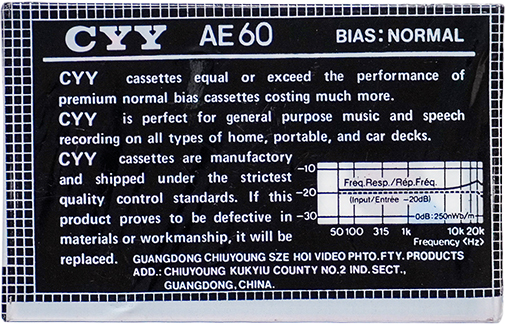 CYY AE60 BIAS: NORMAL
CYY cassettes equal or exceed the performance of
premium normal bias cassettes costing much more.
CYY is perfect for general purpose music and speech
recording on all types of home, portable, and car decks.
CYY cassettes are manufactory
and shipped under the strictest
quality control standards. If this
product proves to be defective in
materials or workmanship, it will be
replaced.
-10
Freq.Resp./Rép.Fréq.
-20
(Input/Entrée -20dB)
-30
0dB:250nWb/m
50 100 315 1k 10k 20k
Frequency <Hz>
GUANGDONG CHIUYOUNG SZE HOI VIDEO PHTO.FTY. PRODUCTS
ADD.: CHIUYOUNG KUKYIU COUNTY NO.2 IND.SECT.,
GUANGDONG, CHINA.